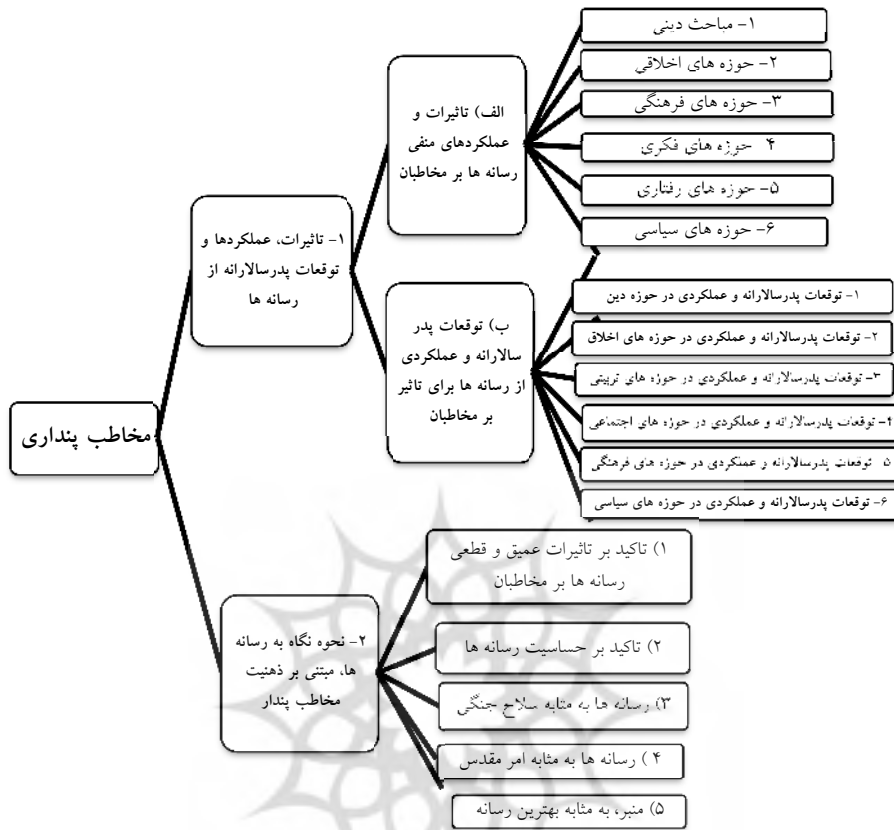 مخاطب پنداری
۱- تاثیرات، عملکردها و
توقعات پدرسالارانه از
رسانه ها
الف) تاثیرات و
عملکردهای منفی
رسانه ها بر مخاطبان
۱- مباحث دینی
۲- حوزه های اخلاقی
۳- حوزه های فرهنگی
۴ حوزه های فکری
۵- حوزه های رفتاری
۶- حوزه های سیاسی
ب) توقعات پدر
سالارانه و عملکردی
از رسانه ها برای تاثیر
بر مخاطبان
۱- توقعات پدرسالارانه و عملکردی در حوزه دین
۲- توقعات پدرسالارانه و عملکردی در حوزه های اخلاق
۳- توقعات پدرسالارانه و عملکردی در حوزه های تربیتی
۴- توقعات پدرسالارانه و عملکردی در حوزه های اجتماعی
۵ توقعات پدرسالارانه و عملکردی در حوزه های فرهنگی
۶- توقعات پدرسالارانه و عملکردی در حوزه های سیاسی
۲- نحوه نگاه به رسانه
ها، مبتنی بر ذهنیت
مخاطب پندار
۱) تاکید بر تاثیرات عمیق و قطعی
رسانه ها بر مخاطبان
۲) تاکید بر حساسیت رسانه ها
۳) رسانه ها به مثابه سلاح جنگی
۴ ) رسانه ها به مثابه امر مقدس
۵) منبر، به مثابه بهترین رسانه